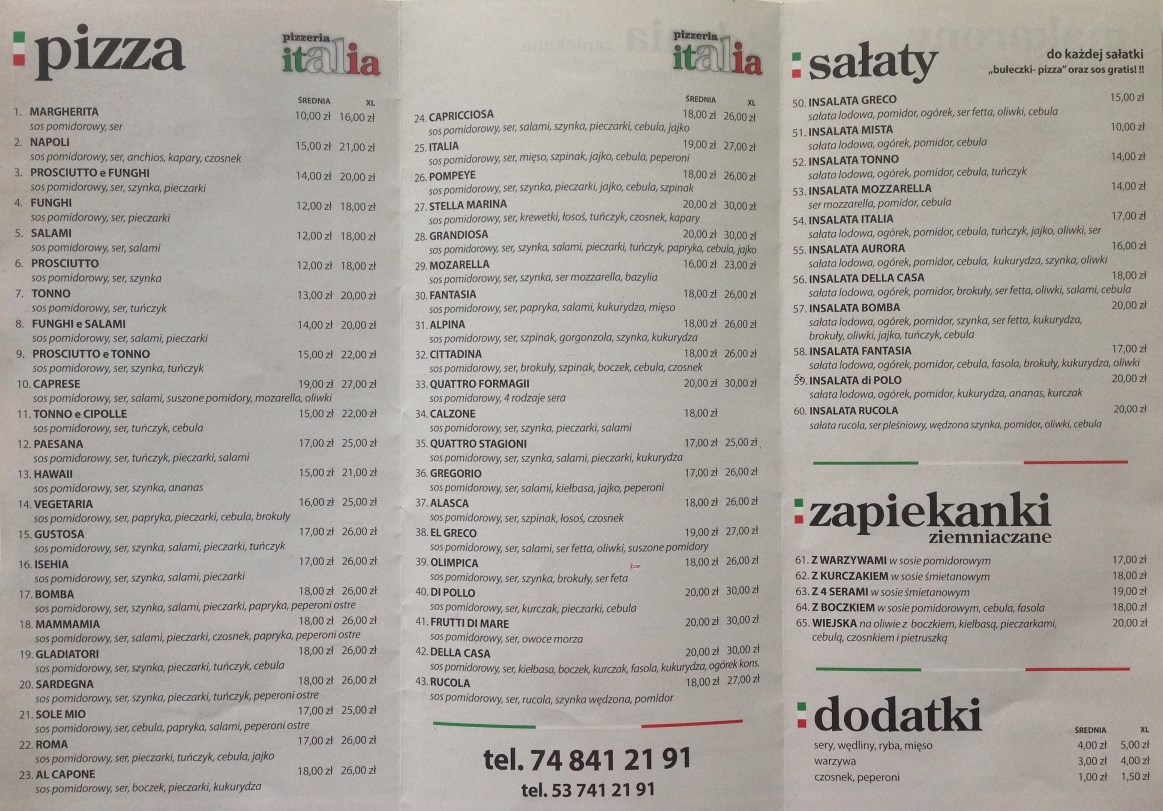 pizza
pizzeria
italia
ŚREDNIA XL
1. MARGHERITA 10,00 zł 16,00 zł
sos pomidorowy, ser
2. NAPOLI 15,00 zł 21,00 zł
sos pomidorowy, ser, anchios, kapary, czosnek
3. PROSCIUTTO e FUNGHI 14,00 zł 20,00 zł
sos pomidorowy, ser, szynka, pieczarki
4. FUNGHI 12,00 zł 18,00 zł
sos pomidorowy, ser, pieczarki
5. SALAMI 12,00 zł 18,00 zł
sos pomidorowy, ser, salami
6. PROSCIUTTO 12,00 zł 18,00 zł
sos pomidorowy, ser, szynka
7. TONNO 13,00 zł 20,00 zł
sos pomidorowy, ser, tuńczyk
8. FUNGHI e SALAMI 14,00 zł 20,00 zł
sos pomidorowy, ser, salami, pieczarki
9. PROSCIUTTO e TONNO 15,00 zł 22,00 zł
sos pomidorowy, ser, szynka, tuńczyk
10. CAPRESE 19,00 zł 27,00 zł
sos pomidorowy, ser, salami, suszone pomidory, mozarella, oliwki
11. TONNO e CIPOLLE 15,00 zł 22,00 zł
sos pomidorowy, ser, tuńczyk, cebula
12. PAESANA 17,00 zł 25,00 zł
sos pomidorowy, ser, tuńczyk, pieczarki, salami
13. HAWAII 15,00 zł 21,00 zł
sos pomidorowy, ser, szynka, ananas
14. VEGETARIA 16,00 zł 25,00 zł
sos pomidorowy, ser, papryka, pieczarki, cebula, brokuły
15. GUSTOSA 17,00 zł 26,00 zł
sos pomidorowy, ser, szynka, salami, pieczarki, tuńczyk
16. ISEHIA 17,00 zł 26,00 zł
sos pomidorowy, ser, szynka, salami, pieczarki
17. BOMBA 18,00 zł 26,00 zł
sos pomidorowy, ser, szynka, salami, pieczarki, papryka, peperoni ostre
18. MAMMAMIA 18,00 zł 26,00 zł
sos pomidorowy, ser, salami, pieczarki, czosnek, papryka, peperoni ostre
19. GLADIATORI 18,00 zł 26,00 zł
sos pomidorowy, ser, szynka, pieczarki, tuńczyk, cebula
20. SARDEGNA 18,00 zł 26,00 zł
sos pomidorowy, ser, szynka, pieczarki, tuńczyk, peperoni ostre
21. SOLE MIO 17,00 zł 25,00 zł
sos pomidorowy, ser, cebula, papryka, salami, peperoni ostre
22. ROMA 17,00 zł 26,00 zł
sos pomidorowy, ser, pieczarki, tuńczyk, cebula, jajko
23. AL CAPONE 18,00 zł 26,00 zł
sos pomidorowy, ser, boczek, pieczarki, kukurydza
pizzeria
italia
ŚREDNIA XL
24. CAPRICCIOSA 18,00 zł 26,00 zł
sos pomidorowy, ser, salami, szynka, pieczarki, cebula, jajko
25. ITALIA 19,00 zł 27,00 zł
sos pomidorowy, ser, mięso, szpinak, jajko, cebula, peperoni
26. POMPEYE 18,00 zł 26,00 zł
sos pomidorowy, ser, szynka, pieczarki, jajko, cebula, szpinak
27. STELLA MARINA 20,00 zł 30,00 zł
sos pomidorowy, ser, krewetki, łosoś, tuńczyk, czosnek, kapary
28. GRANDIOSA 20,00 zł 30,00 zł
sos pomidorowy, ser, szynka, salami, pieczarki, tuńczyk, papryka, cebula, jajko
29. MOZARELLA 16,00 zł 23,00 zł
sos pomidorowy, ser, szynka, ser mozzarella, bazylia
30. FANTASIA 18,00 zł 26,00 zł
sos pomidorowy, ser, papryka, salami, kukurydza, mięso
31. ALPINA 18,00 zł 26,00 zł
sos pomidorowy, ser, szpinak, gorgonzola, szynka, kukurydza
32. CITTADINA 18,00 zł 26,00 zł
sos pomidorowy, ser, brokuły, szpinak, boczek, cebula, czosnek
33. QUATTRO FORMAGII 20,00 zł 30,00 zł
sos pomidorowy, 4 rodzaje sera
34. CALZONE 18,00 zł
sos pomidorowy, ser, szynka, pieczarki, salami
35. QUATTRO STAGIONI 17,00 zł 25,00 zł
sos pomidorowy, ser, szynka, salami, pieczarki, kukurydza
36. GREGORIO 17,00 zł 26,00 zł
sos pomidorowy, ser, salami, kiełbasa, jajko, peperoni
37. ALASCA 18,00 zł 26,00 zł
sos pomidorowy, ser, szpinak, łosoś, czosnek
38. EL GRECO 19,00 zł 27,00 zł
sos pomidorowy, ser, salami, ser fetta, oliwki, suszone pomidory
39. OLIMPICA 18,00 zł 26,00 zł
sos pomidorowy, ser, szynka, brokuły, ser feta
40. DI POLLO 20,00 zł 30,00 zł
sos pomidorowy, ser, kurczak, pieczarki, cebula
41. FRUTTI DI MARE 20,00 zł 30,00 zł
sos pomidorowy, ser, owoce morza
42. DELLA CASA 20,00 zł 30,00 zł
sos pomidorowy, ser, kiełbasa, boczek, kurczak, fasola, kukurydza, ogórek kons.
43. RUCOLA 18,00 zł 27,00 zł
sos pomidorowy, ser, rucola, szynka wędzona, pomidor
tel. 74 841 21 91
tel. 53 741 21 91
sałaty
do każdej sałatki
„bułeczki- pizza” oraz sos gratis! !!
50. INSALATA GRECO 15,00 zł
sałata lodowa, pomidor, ogórek, ser fetta, oliwki, cebula
51. INSALATA MISTA 10,00 zł
sałata lodowa, ogórek, pomidor, cebula
52. INSALATA TONNO 14,00 zł
sałata lodowa, ogórek, pomidor, cebula, tuńczyk
53. INSALATA MOZZARELLA 14,00 zł
ser mozzarella, pomidor, cebula
54. INSALATA ITALIA 17,00 zł
sałata lodowa, ogórek, pomidor, cebula, tuńczyk, jajko, oliwki, ser
55. INSALATA AURORA 16,00 zł
sałata lodowa, ogórek, pomidor, cebula, kukurydza, szynka, oliwki
56. INSALATA DELLA CASA 18,00 zł
sałata lodowa, ogórek, pomidor, brokuły, ser fetta, oliwki, salami, cebula
57. INSALATA BOMBA 20,00 zł
sałata lodowa, ogórek, pomidor, szynka, ser fetta, kukurydza,
brokuły, oliwki, jajko, tuńczyk, cebula
58. INSALATA FANTASIA 17,00 zł
sałata lodowa, ogórek, pomidor, cebula, fasola, brokuły, kukurydza, oliwki
59. INSALATA di POLO 20,00 zł
sałata lodowa, ogórek, pomidor, kukurydza, ananas, kurczak
60. INSALATA RUCOLA 20,00 zł
sałata rucola, ser pleśniowy, wędzona szynka, pomidor, oliwki, cebula
zapiekanki
ziemniaczane
61. Z WARZYWAMI w sosie pomidorowym 17,00 zł
62. Z KURCZAKIEM w sosie śmietanowym 18,00 zł
63. Z 4 SERAMI w sosie śmietanowym 19,00 zł
64. Z BOCZKIEM w sosie pomidorowym, cebula, fasola 18,00 zł
65. WIEJSKA na oliwie z boczkiem, kielbasą, pieczarkami, 20,00 zł
cebulą, czosnkiem i pietruszką
dodatki
ŚREDNIA XL
sery, wędliny, ryba, mięso 4,00 zł 5,00 zł
warzywa 3,00 zł 4,00 zł
czosnek, peperoni 1,00 zł 1,50 zł